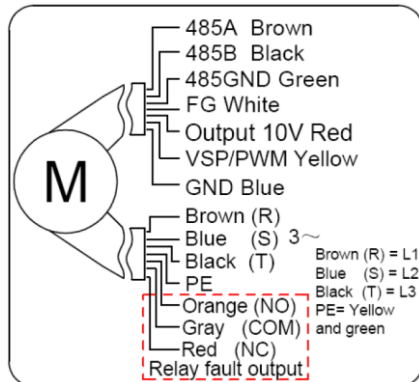 485A Brown
485B Black
485GND Green
FG White
Output 10V Red
VSP/PWM Yellow
GND Blue
M
Brown (R)
Blue (S) 3~
Black (T)
PE
Orange (NO)
Gray (COM)
Red (NC)
Relay fault output
Brown (R) = L1
Blue (S) = L2
Black (T) = L3
PE= Yellow
and green